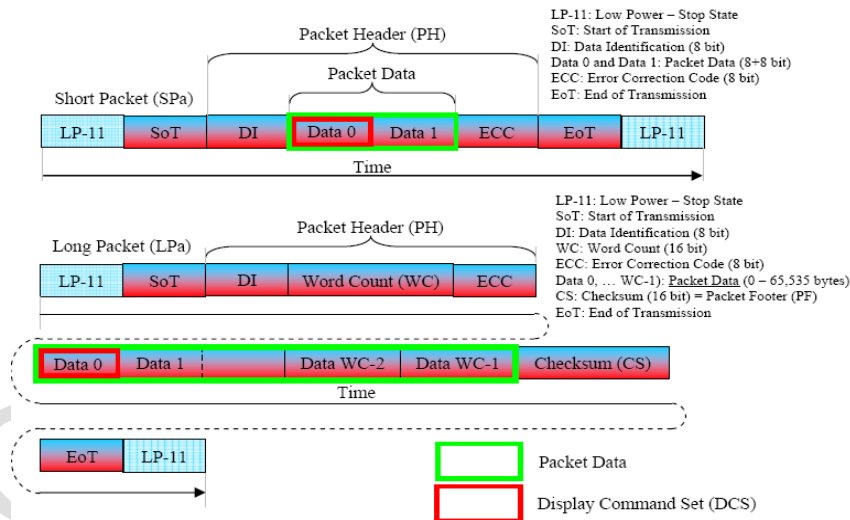 Packet Header (PH)
Packet Data
Short Packet (SPa)
LP-11 SoT DI Data 0 Data 1 ECC EoT LP-11
Time
LP-11: Low Power – Stop State
SoT: Start of Transmission
DI: Data Identification (8 bit)
Data 0 and Data 1: Packet Data (8+8 bit)
ECC: Error Correction Code (8 bit)
EoT: End of Transmission
Packet Header (PH)
Long Packet (LPa)
LP-11 SoT DI Word Count (WC) ECC
LP-11: Low Power – Stop State
SoT: Start of Transmission
DI: Data Identification (8 bit)
WC: Word Count (16 bit)
ECC: Error Correction Code (8 bit)
Data 0, … WC-1): Packet Data (0 – 65,535 bytes)
CS: Checksum (16 bit) = Packet Footer (PF)
EoT: End of Transmission
Data 0 Data 1 Data WC-2 Data WC-1 Checksum (CS)
Time
EoT LP-11
Packet Data
Display Command Set (DCS)